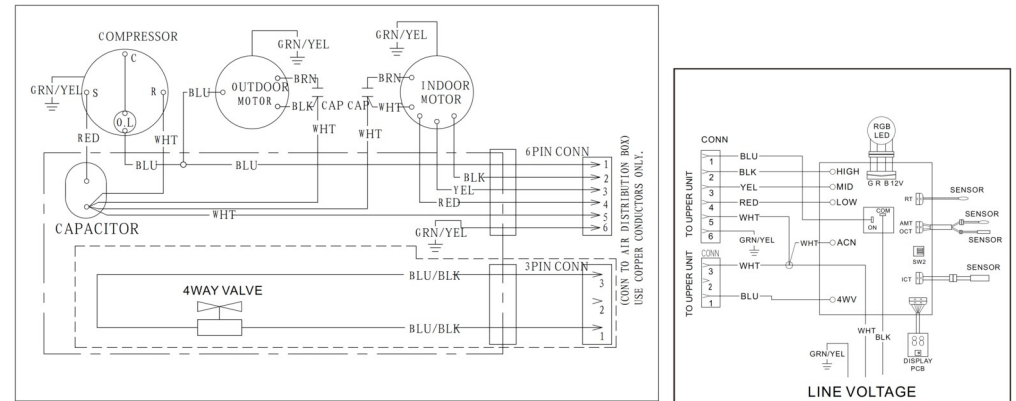 COMPRESSOR
C
GRN/YEL
S
R
O.L
RED
WHT
GRN/YEL
BLU
OUTDOOR
MOTOR
BRN
BLK
CAP
WHT
GRN/YEL
CAP
BRN
WHT
INDOOR
MOTOR
WHT
BLU
BLU
6PIN CONN
BLK
YEL
RED
WHT
GRN/YEL
1
2
3
4
5
6
CAPACITOR
(CONN TO AIR DISTRIBUTION BOX)
USE COPPER CONDUCTORS ONLY.
4WAY VALVE
BLU/BLK
BLU/BLK
3PIN CONN
3
2
1
CONN
1
2
3
4
5
6
TO UPPER UNIT
BLU
BLK
YEL
RED
WHT
GRN/YEL
CONN
3
2
1
TO UPPER UNIT
WHT
BLU
WHT
HIGH
MID
LOW
ACN
4WV
RGB
LED
G R B 12V
COM
ON
RT
SENSOR
AMT
OCT
SENSOR
SENSOR
SW2
ICT
SENSOR
DISPLAY
PCB
WHT
BLK
GRN/YEL
LINE VOLTAGE